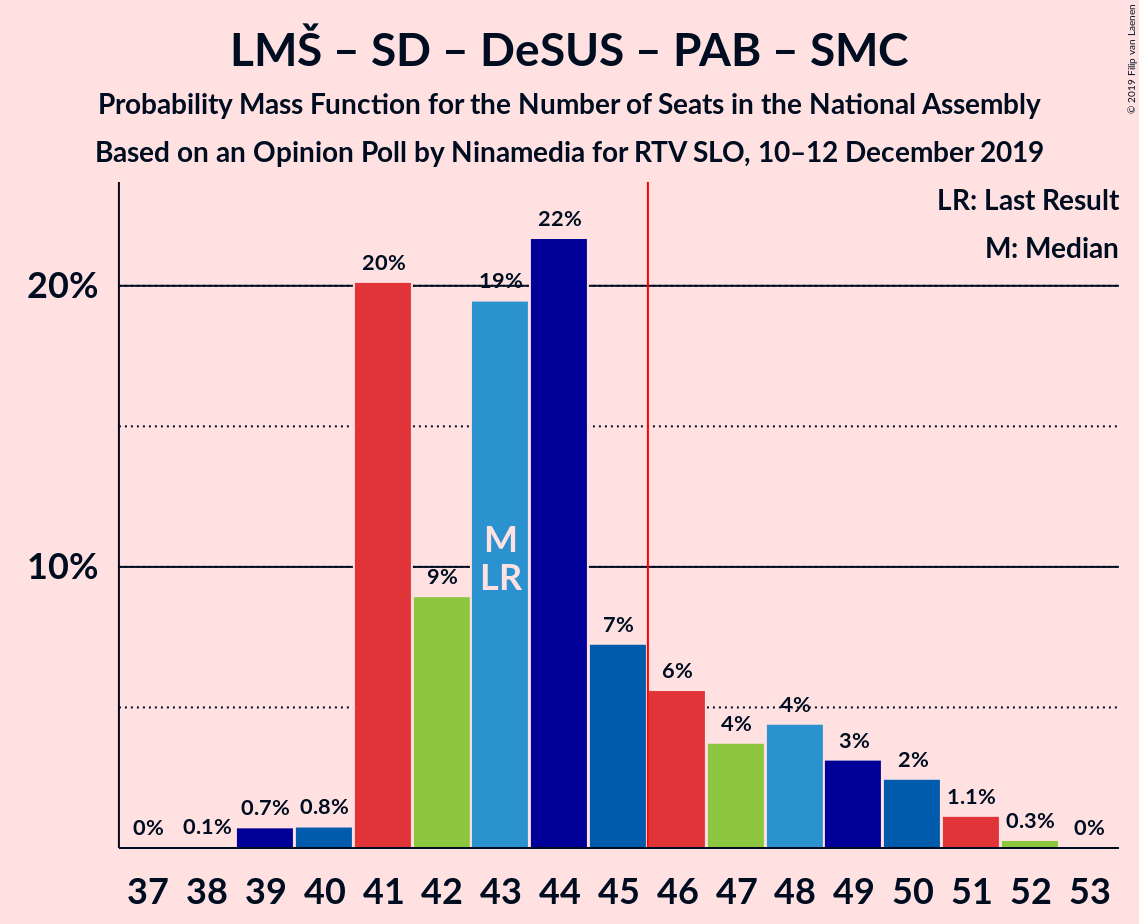 LMŠ – SD – DeSUS – PAB – SMC
Probability Mass Function for the Number of Seats in the National Assembly
Based on an Opinion Poll by Ninamedia for RTV SLO, 10–12 December 2019
© 2019 Filip van Laenen
LR: Last Result
M: Median
20%
10%
0%
0.1%
0.7%
0.8%
20%
9%
19%
22%
7%
6%
4%
4%
3%
2%
1.1%
0.3%
0%
M
LR
37 38 39 40 41 42 43 44 45 46 47 48 49 50 51 52 53